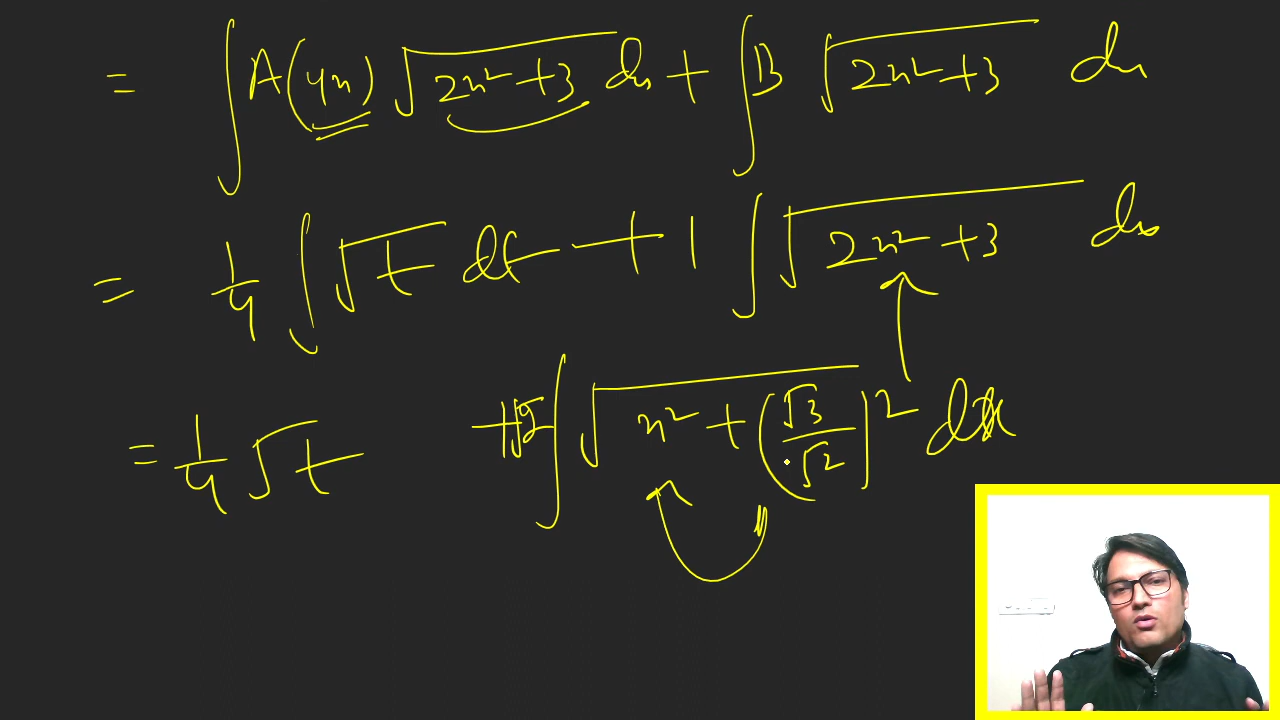 = ∫ A(4x) √(2x² + 3) dx + ∫ B √(2x² + 3) dx
= 1/4 ∫ √t dt + 1 ∫ √(2x² + 3) dx
= 1/4 √t + √2 ∫ √(x² + (√3/√2)²) dx